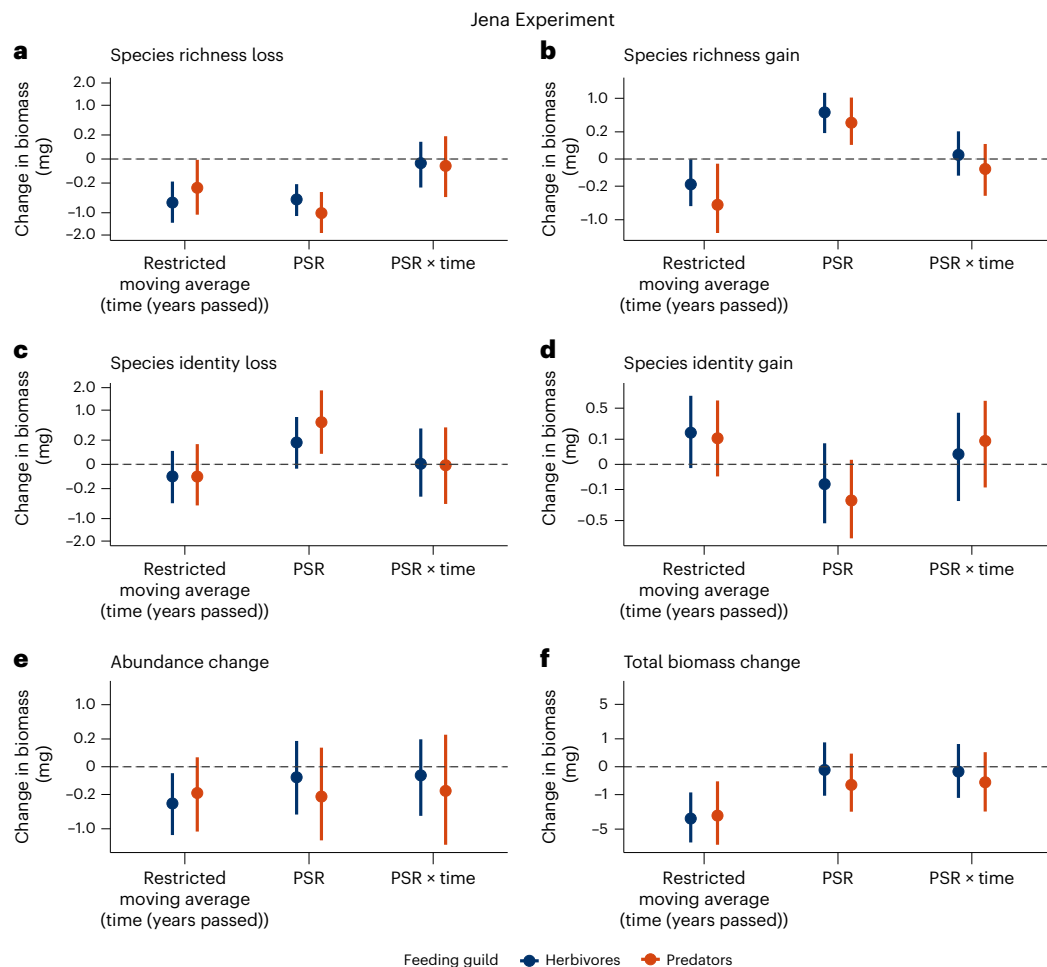 Jena Experiment
a
Species richness loss
Change in biomass
(mg)
2.0
1.0
0.2
0
–0.2
–1.0
–2.0
Restricted
moving average
(time (years passed))
PSR
PSR × time
b
Species richness gain
Change in biomass
(mg)
1.0
0.2
0
–0.2
–1.0
Restricted
moving average
(time (years passed))
PSR
PSR × time
c
Species identity loss
Change in biomass
(mg)
2.0
1.0
0.2
0
–0.2
–1.0
–2.0
Restricted
moving average
(time (years passed))
PSR
PSR × time
d
Species identity gain
Change in biomass
(mg)
0.5
0.1
0
–0.1
–0.5
Restricted
moving average
(time (years passed))
PSR
PSR × time
e
Abundance change
Change in biomass
(mg)
1.0
0.2
0
–0.2
–1.0
Restricted
moving average
(time (years passed))
PSR
PSR × time
f
Total biomass change
Change in biomass
(mg)
5
1
0
–1
–5
Restricted
moving average
(time (years passed))
PSR
PSR × time
Feeding guild Herbivores Predators